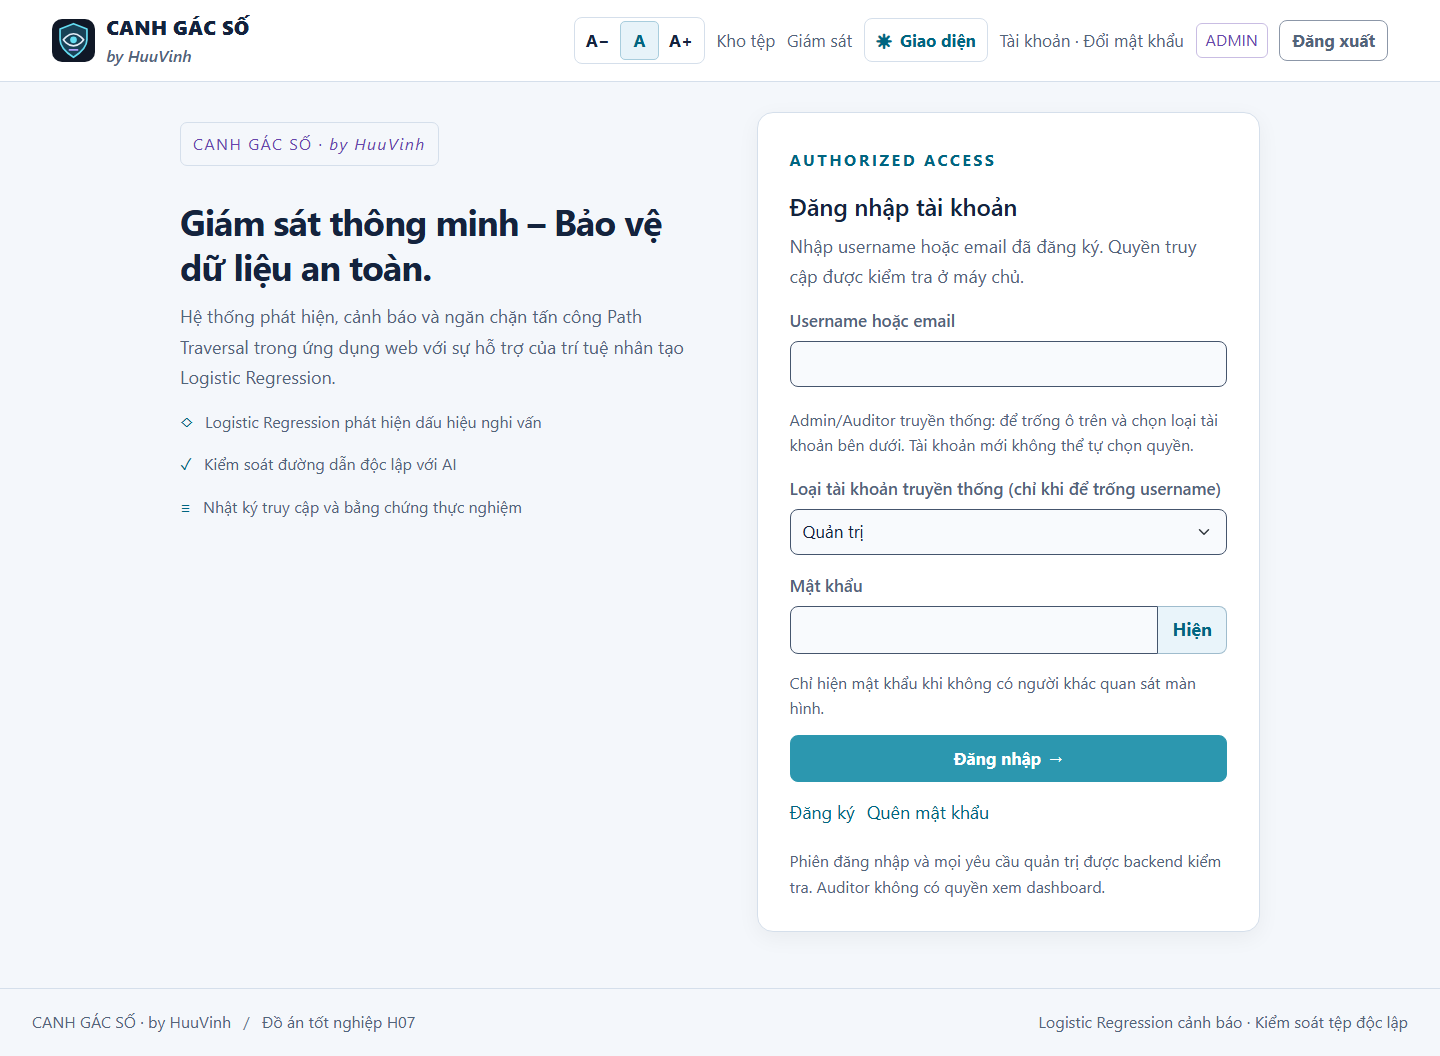 CANH GÁC SỐ
by HuuVinh
A− A A+ Kho tệp Giám sát Giao diện Tài khoản · Đổi mật khẩu ADMIN Đăng xuất
CANH GÁC SỐ · by HuuVinh
Giám sát thông minh – Bảo vệ
dữ liệu an toàn.
Hệ thống phát hiện, cảnh báo và ngăn chặn tấn công Path
Traversal trong ứng dụng web với sự hỗ trợ của trí tuệ nhân tạo
Logistic Regression.
◇ Logistic Regression phát hiện dấu hiệu nghi vấn
✓ Kiểm soát đường dẫn độc lập với AI
≡ Nhật ký truy cập và bằng chứng thực nghiệm
AUTHORIZED ACCESS
Đăng nhập tài khoản
Nhập username hoặc email đã đăng ký. Quyền truy
cập được kiểm tra ở máy chủ.
Username hoặc email
Admin/Auditor truyền thống: để trống ô trên và chọn loại tài
khoản bên dưới. Tài khoản mới không thể tự chọn quyền.
Loại tài khoản truyền thống (chỉ khi để trống username)
Quản trị
Mật khẩu
Hiện
Chỉ hiện mật khẩu khi không có người khác quan sát màn
hình.
Đăng nhập →
Đăng ký Quên mật khẩu
Phiên đăng nhập và mọi yêu cầu quản trị được backend kiểm
tra. Auditor không có quyền xem dashboard.
CANH GÁC SỐ · by HuuVinh / Đồ án tốt nghiệp H07
Logistic Regression cảnh báo · Kiểm soát tệp độc lập